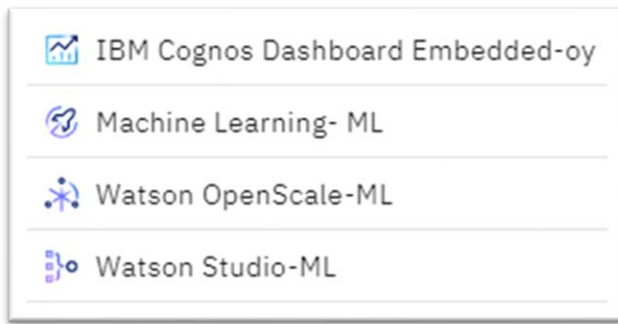 IBM Cognos Dashboard Embedded-oy
Machine Learning- ML
Watson OpenScale-ML
Watson Studio-ML